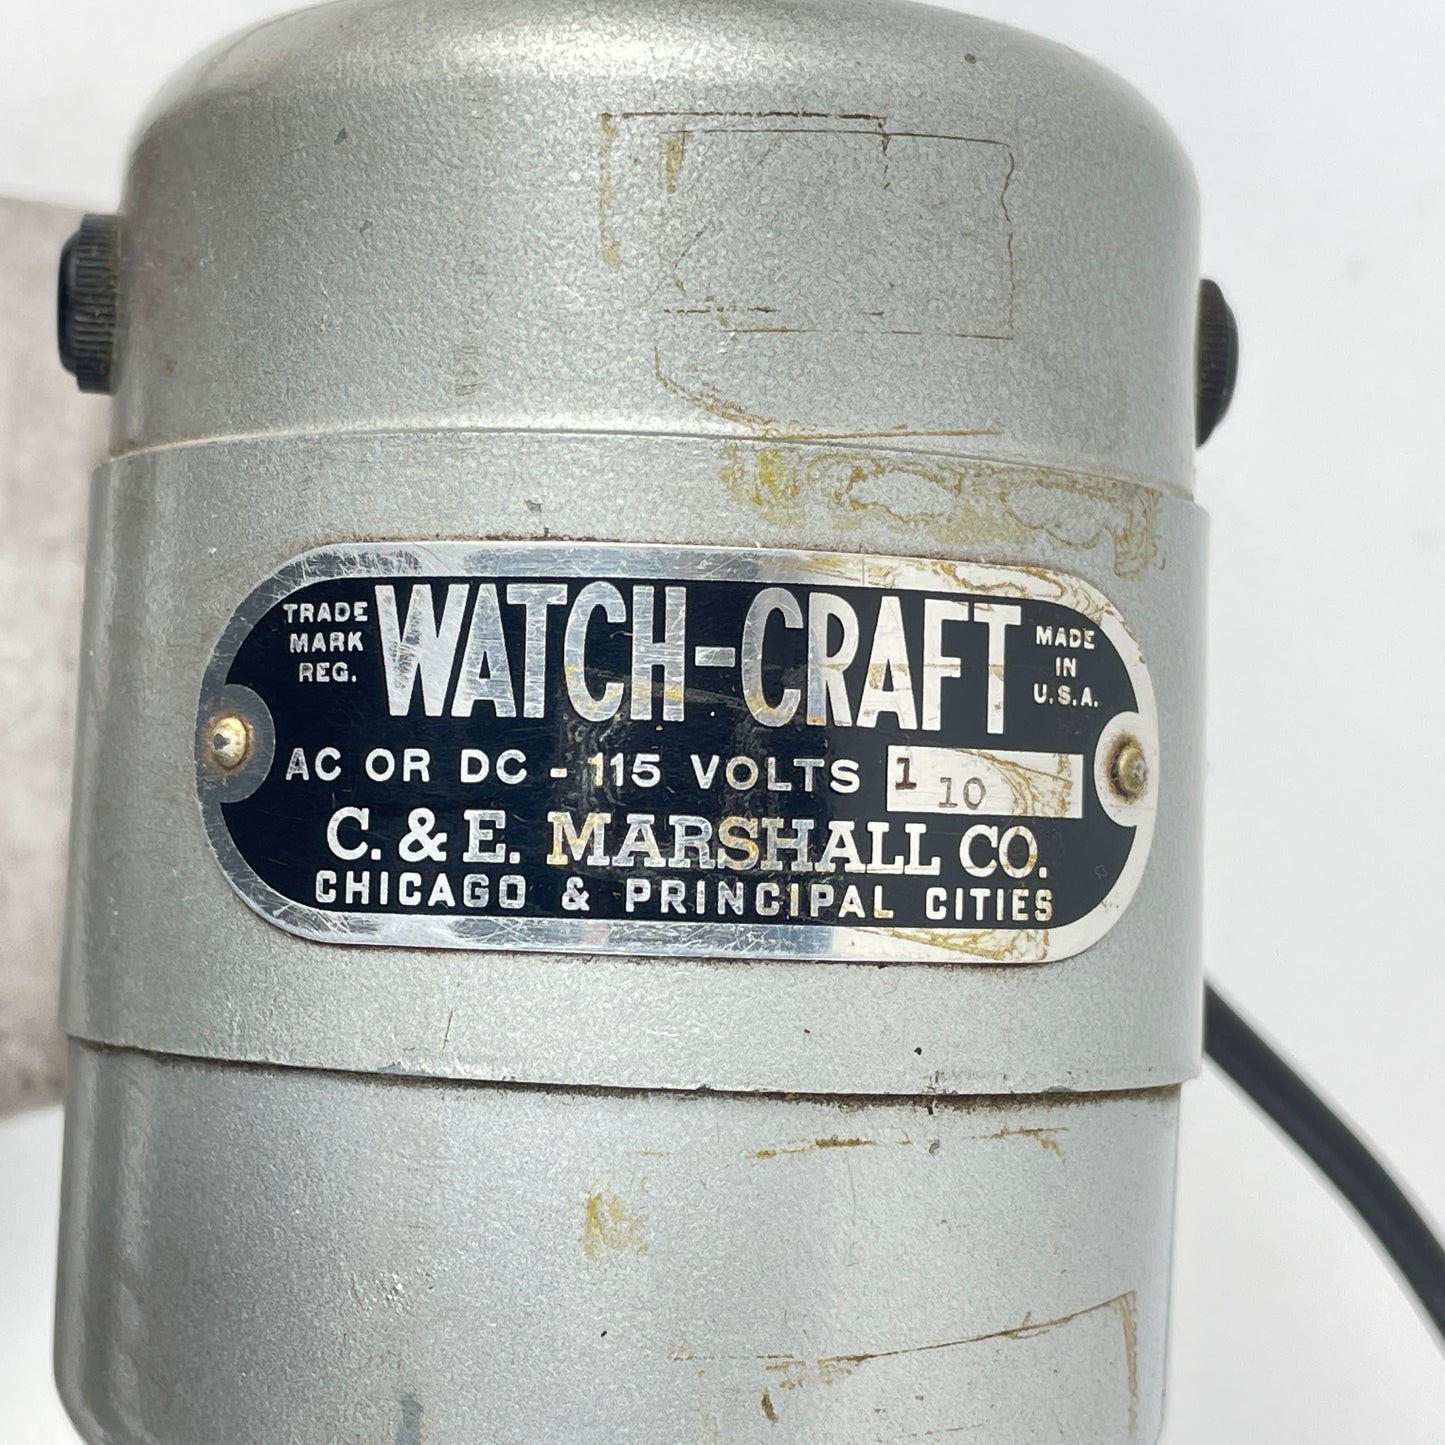 TRADE MARK REG.
WATCH-CRAFT
MADE IN U.S.A.
AC OR DC - 115 VOLTS 1 10
C. & E. MARSHALL CO.
CHICAGO & PRINCIPAL CITIES